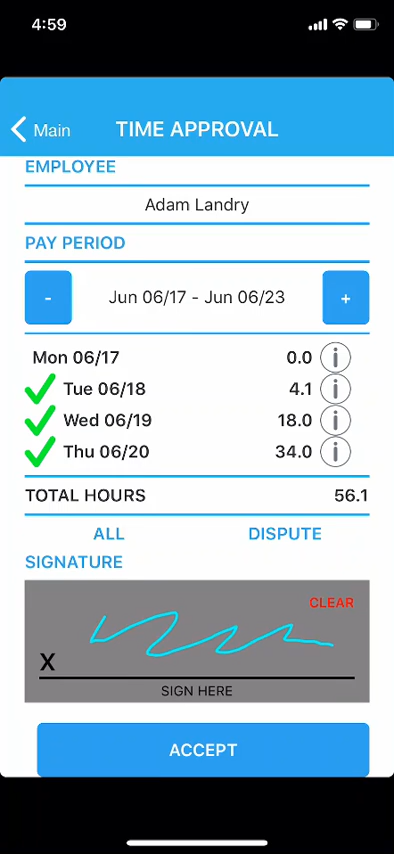 4:59
Main TIME APPROVAL
EMPLOYEE
Adam Landry
PAY PERIOD
- Jun 06/17 - Jun 06/23 +
Mon 06/17 0.0 i
Tue 06/18 4.1 i
Wed 06/19 18.0 i
Thu 06/20 34.0 i
TOTAL HOURS 56.1
ALL DISPUTE
SIGNATURE
CLEAR
X
SIGN HERE
ACCEPT